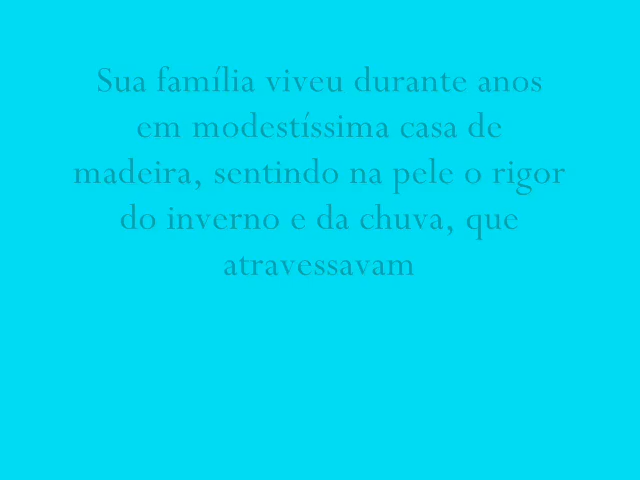 Sua família viveu durante anos
em modestíssima casa de
madeira, sentindo na pele o rigor
do inverno e da chuva, que
atravessavam